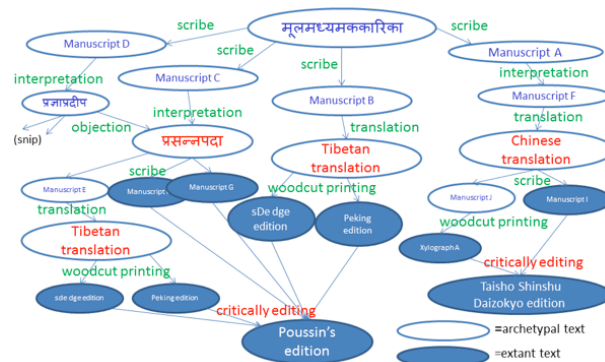 मूलमध्यमककारिका
scribe
scribe
scribe
scribe
Manuscript D
Manuscript C
Manuscript A
interpretation
interpretation
interpretation
Manuscript B
Manuscript F
प्रज्ञाप्रदीप
(snip)
objection
translation
translation
प्रसन्नपदा
Tibetan
translation
Chinese
translation
scribe
scribe
Manuscript E
Manuscript G
woodcut printing
Manuscript J
Manuscript I
translation
sDe dge
edition
Peking
edition
woodcut printing
Tibetan
translation
Xylograph A
woodcut printing
critically editing
sde dge edition
Peking edition
critically editing
Taisho Shinshu
Daizokyo edition
Poussin's
edition
=archetypal text
=extant text